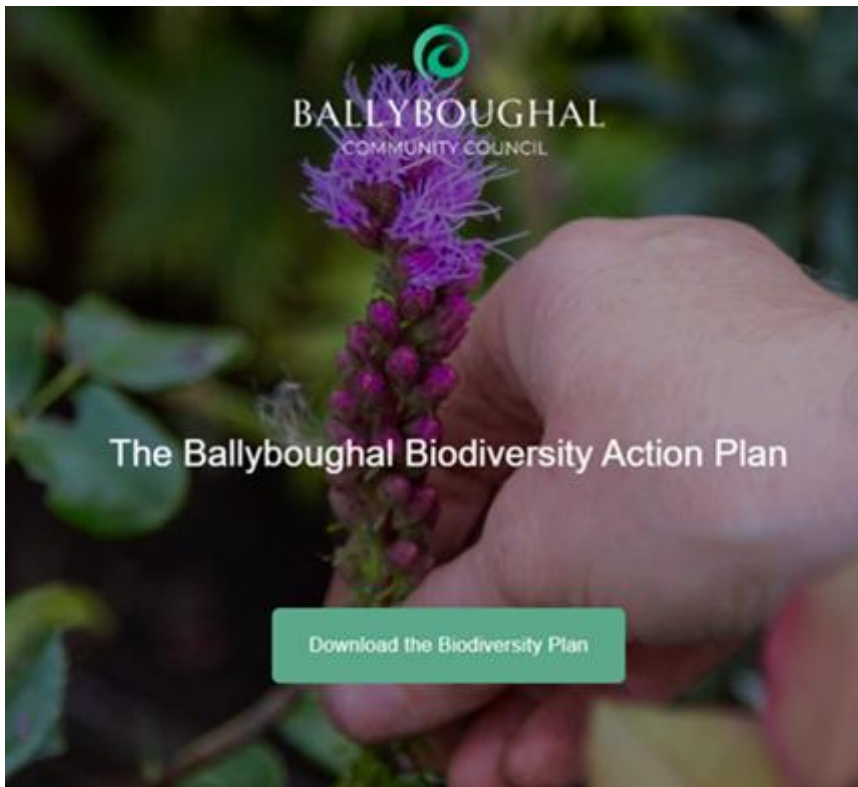 BALLYBOUGHAL
COMMUNITY COUNCIL
The Ballyboughal Biodiversity Action Plan
Download the Biodiversity Plan